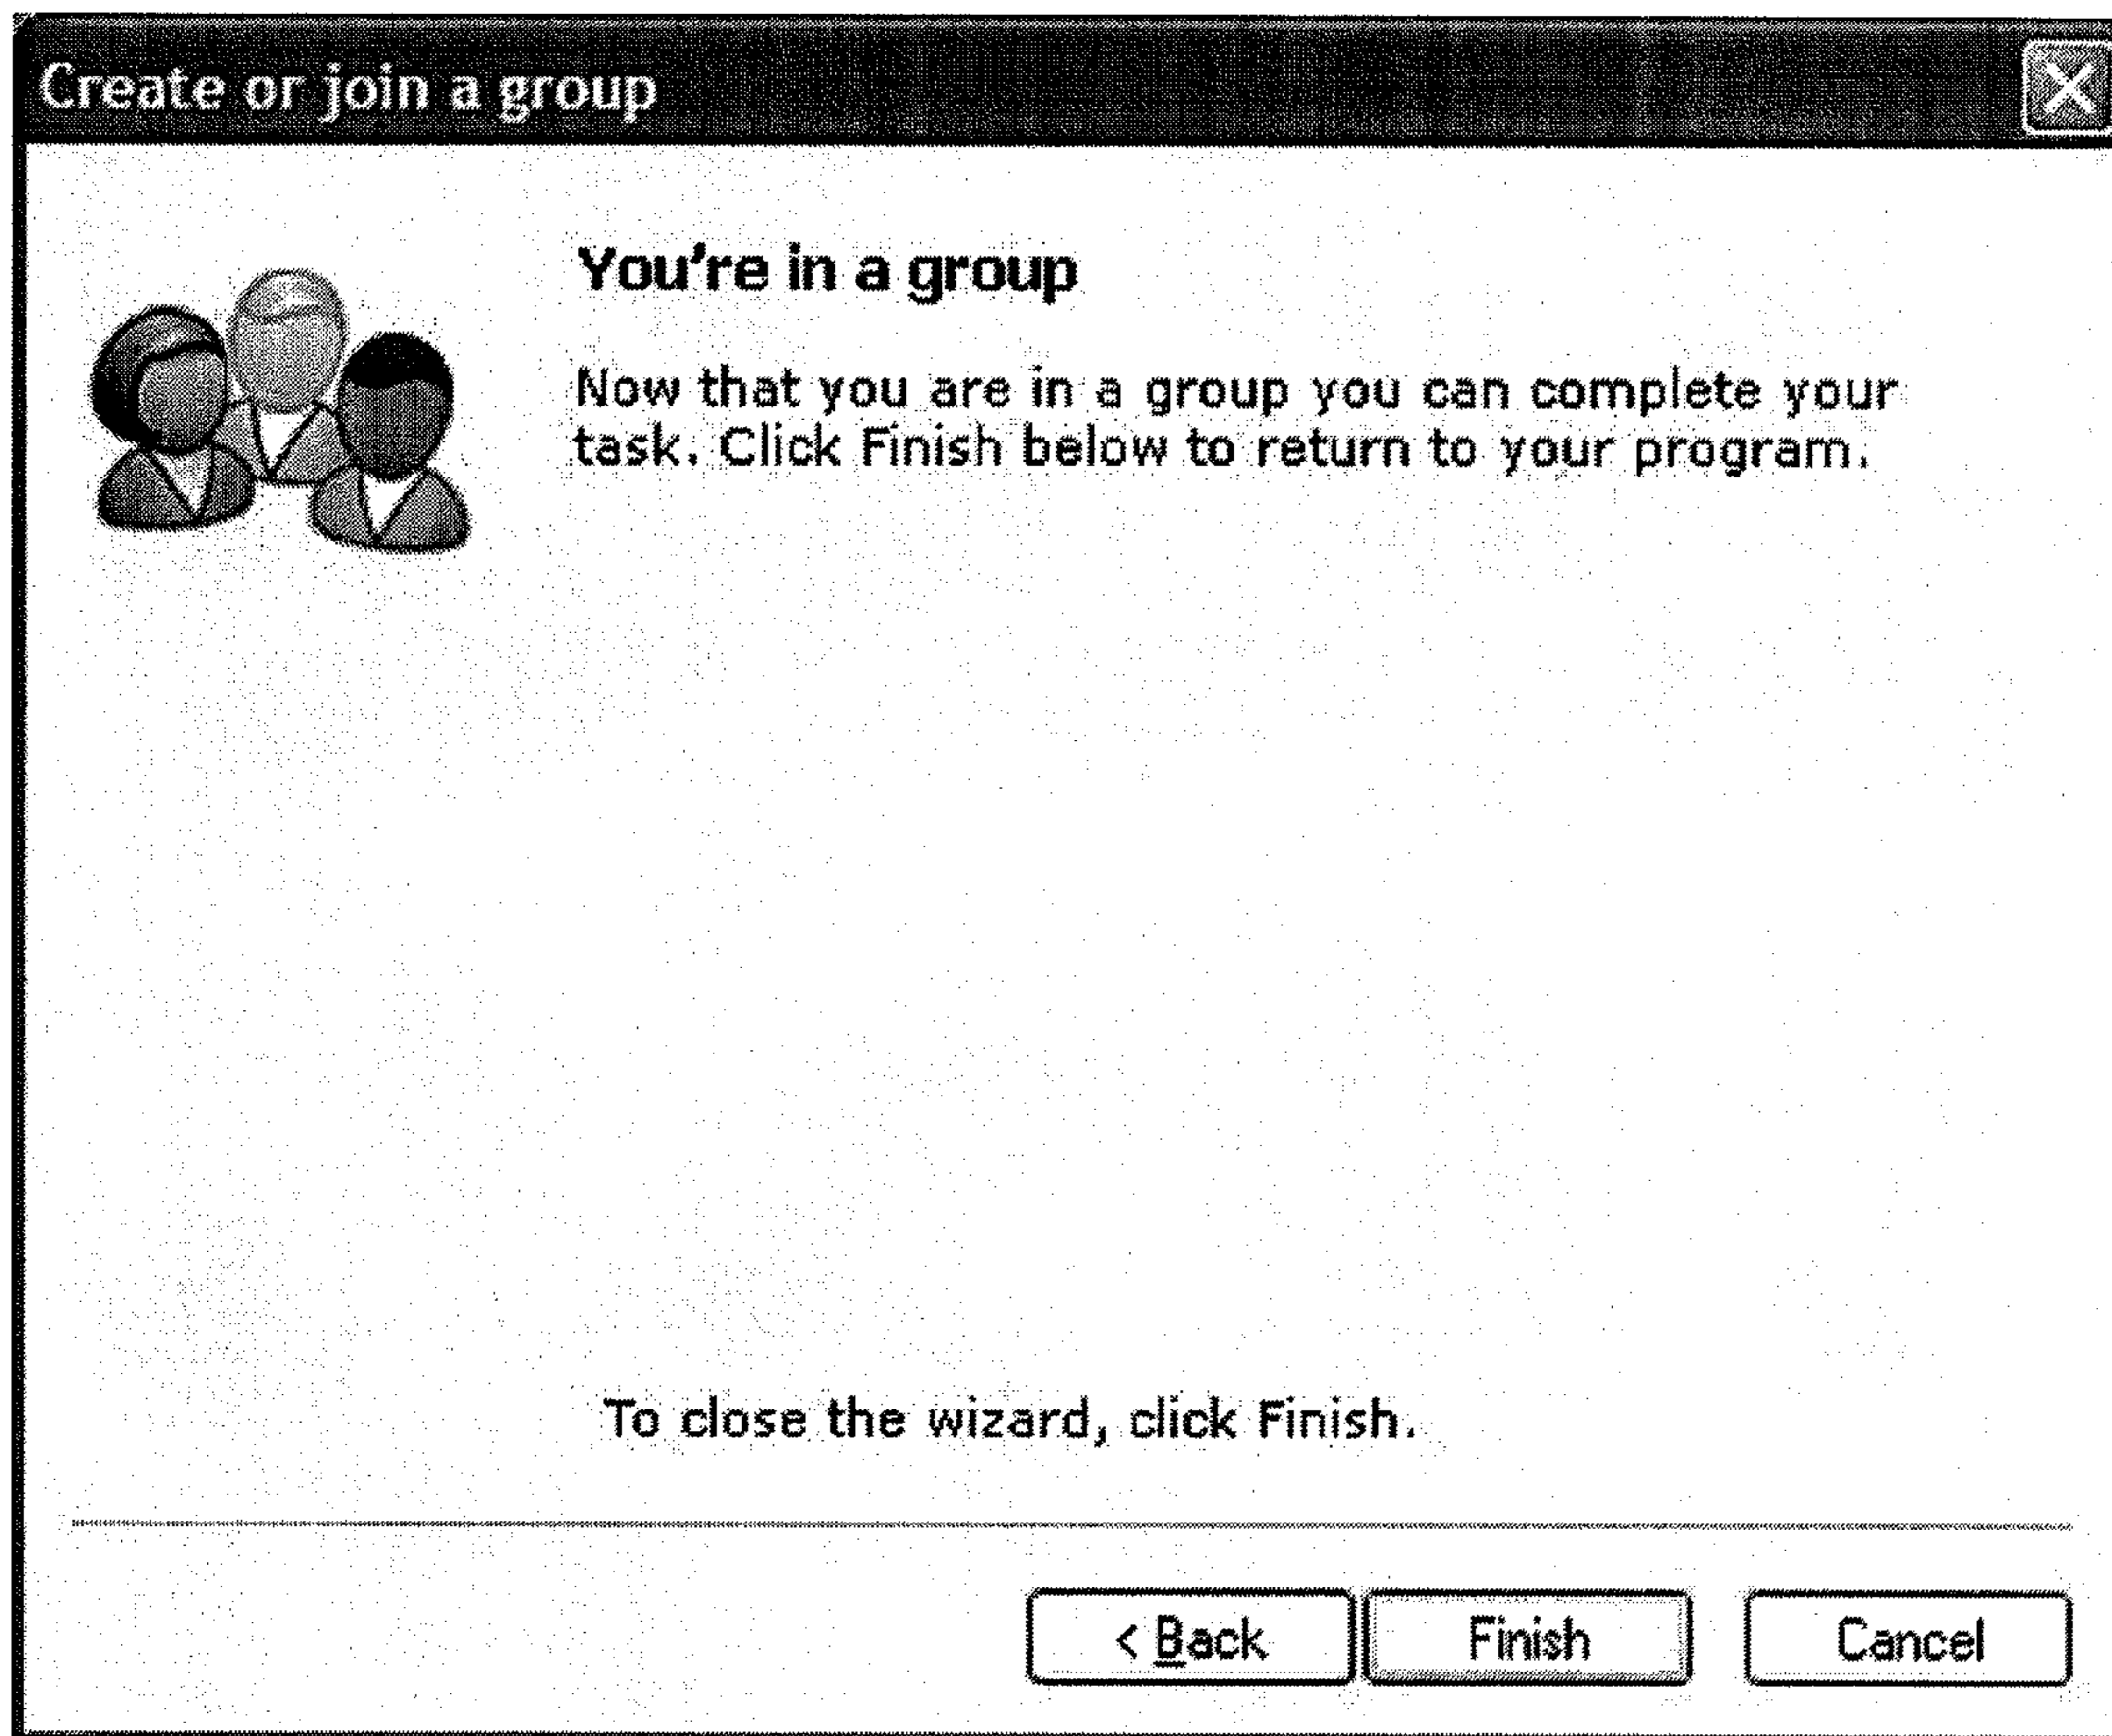 Create or join a group
You're in a group
Now that you are in a group you can complete your
task. Click Finish below to return to your program.
To close the wizard, click Finish.
< Back
Finish
Cancel